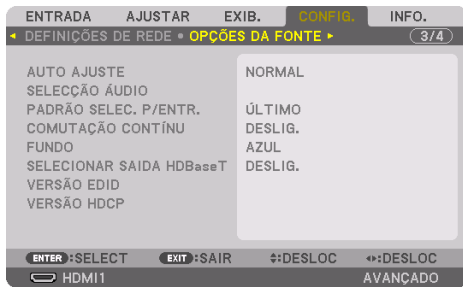 ENTRADA AJUSTAR EXIB. CONFIG. INFO.
DEFINIÇÕES DE REDE • OPÇÕES DA FONTE 3/4
AUTO AJUSTE NORMAL
SELECÇÃO ÁUDIO
PADRÃO SELEC. P/ENTR. ÚLTIMO
COMUTAÇÃO CONTÍNU DESLIG.
FUNDO AZUL
SELECIONAR SAIDA HDBaseT DESLIG.
VERSÃO EDID
VERSÃO HDCP
ENTER :SELECT EXIT :SAIR :DESLOC :DESLOC
HDMI1 AVANÇADO